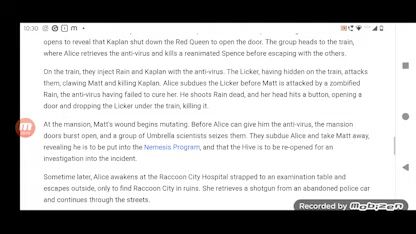 10:30
opens to reveal that Kaplan shut down the Red Queen to open the door. The group heads to the train,
where Alice retrieves the anti-virus and kills a reanimated Spence before escaping with the others.
On the train, they inject Rain and Kaplan with the anti-virus. The Licker, having hidden on the train, attacks
them, clawing Matt and killing Kaplan. Alice subdues the Licker before Matt is attacked by a zombified
Rain, the anti-virus having failed to cure her. He shoots Rain dead, and her head hits a button, opening
a door and dropping the Licker under the train, killing it.
At the mansion, Matt's wound begins mutating. Before Alice can give him the anti-virus, the mansion
doors burst open, and a group of Umbrella scientists seizes them. They subdue Alice and take Matt away,
revealing he is to be put into the Nemesis Program, and that the Hive is to be re-opened for an
investigation into the incident.
Sometime later, Alice awakens at the Raccoon City Hospital strapped to an examination table and
escapes outside, only to find Raccoon City in ruins. She retrieves a shotgun from an abandoned police car
and continues through the streets.
Recorded by Mobizen